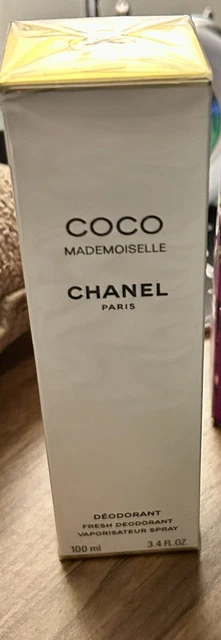 COCO
MADEMOISELLE
CHANEL
PARIS
DÉODORANT
FRESH DEODORANT
VAPORISATEUR SPRAY
100 ml 3.4 FL.OZ